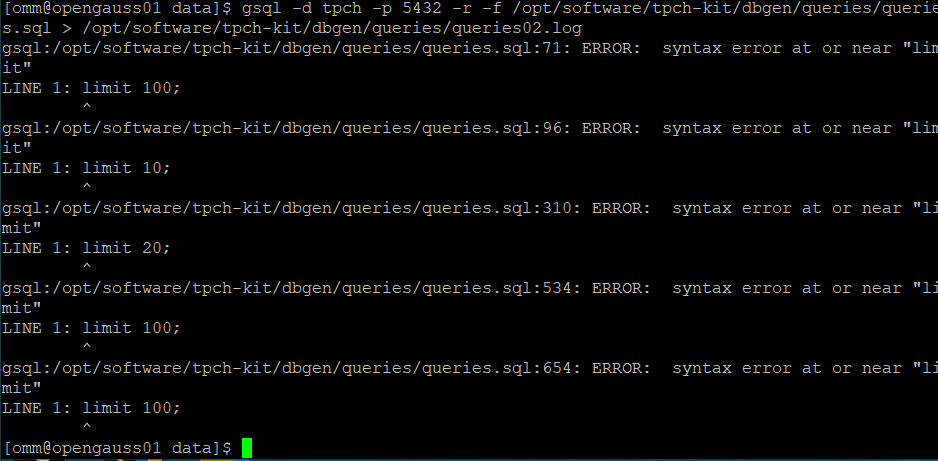 [omm@opengauss01 data]$ gsql -d tpch -p 5432 -r -f /opt/software/tpch-kit/dbgen/queries/querie
s.sql > /opt/software/tpch-kit/dbgen/queries/queries02.log
gsql:/opt/software/tpch-kit/dbgen/queries/queries.sql:71: ERROR:  syntax error at or near "lim
it"
LINE 1: limit 100;
        ^
gsql:/opt/software/tpch-kit/dbgen/queries/queries.sql:96: ERROR:  syntax error at or near "lim
it"
LINE 1: limit 10;
        ^
gsql:/opt/software/tpch-kit/dbgen/queries/queries.sql:310: ERROR:  syntax error at or near "li
mit"
LINE 1: limit 20;
        ^
gsql:/opt/software/tpch-kit/dbgen/queries/queries.sql:534: ERROR:  syntax error at or near "li
mit"
LINE 1: limit 100;
        ^
gsql:/opt/software/tpch-kit/dbgen/queries/queries.sql:654: ERROR:  syntax error at or near "li
mit"
LINE 1: limit 100;
        ^
[omm@opengauss01 data]$